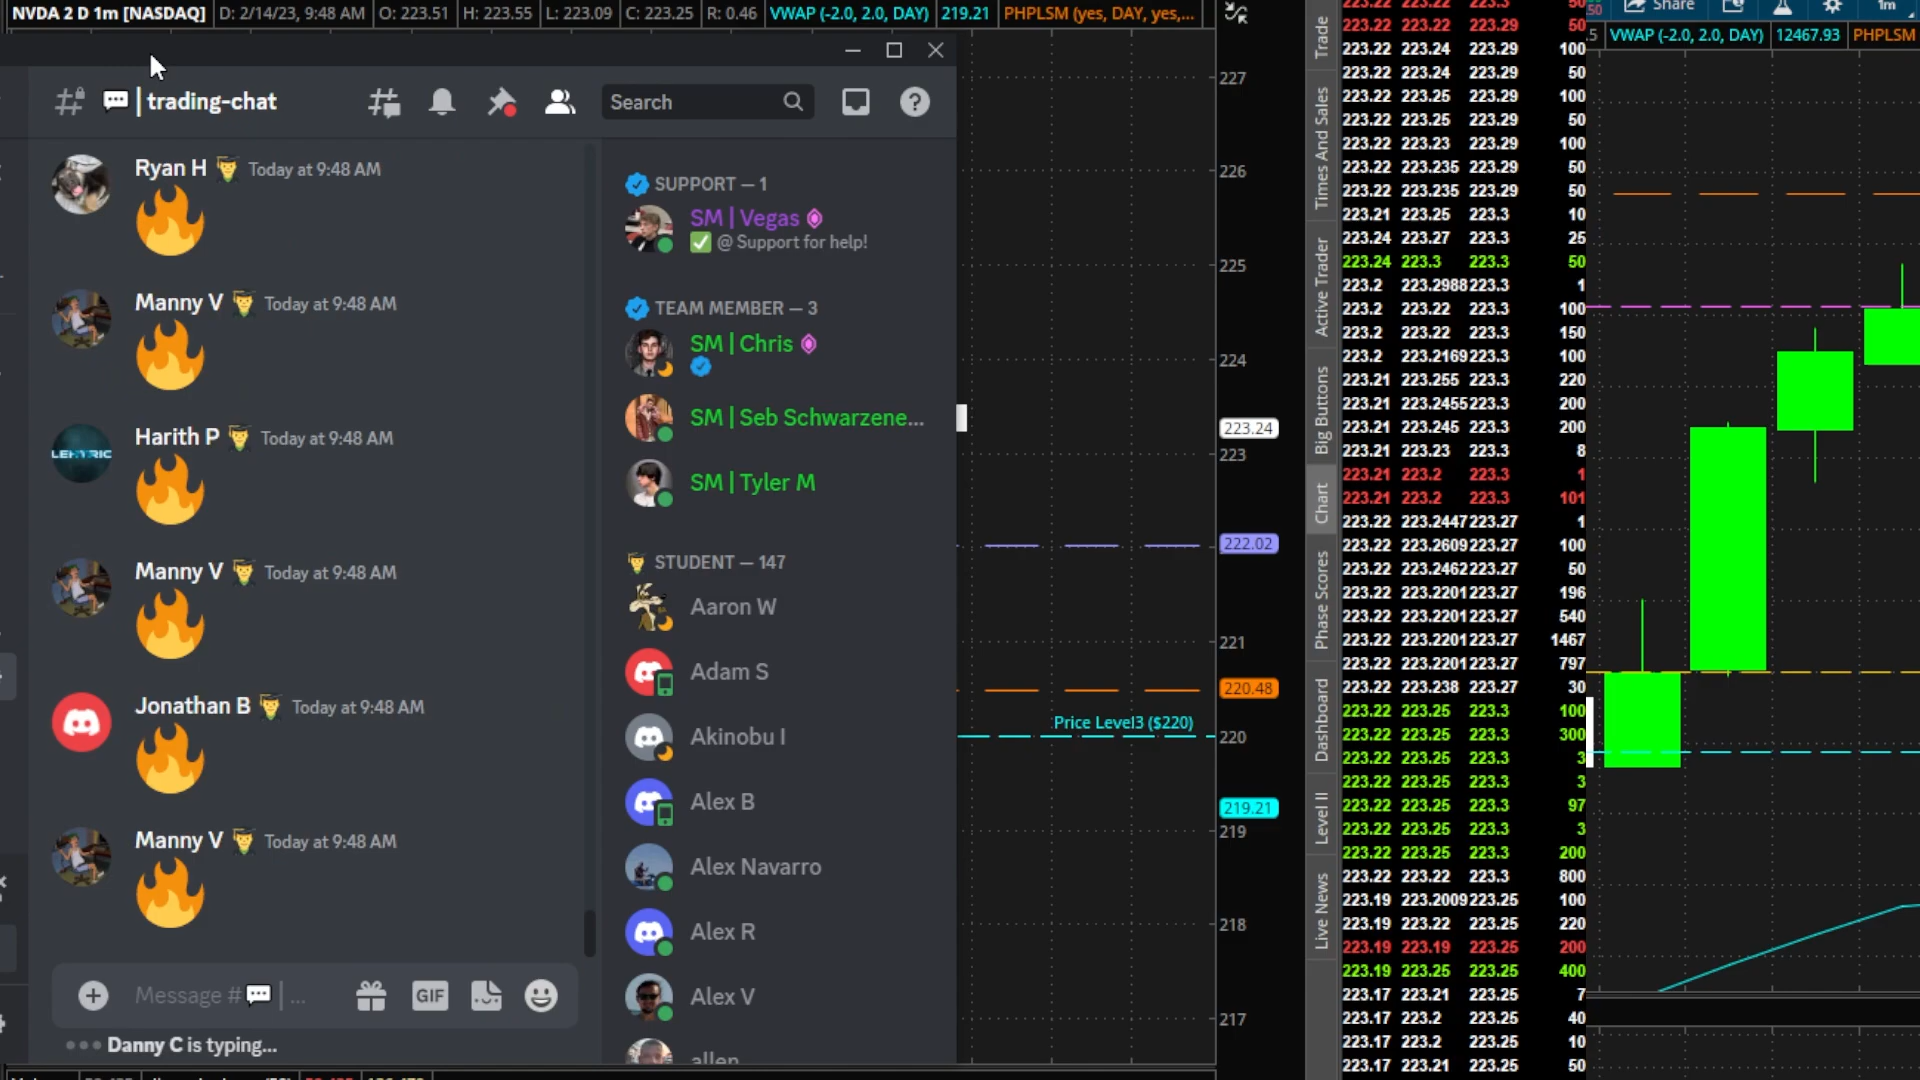 NVDA 2 D 1m [NASDAQ] D: 2/14/23, 9:48 AM O: 223.51 H: 223.55 L: 223.09 C: 223.25 R: 0.46 VWAP (-2.0, 2.0, DAY) 219.21 PHPLSM (yes, DAY, yes,...
| trading-chat
Search
Ryan H Today at 9:48 AM
Manny V Today at 9:48 AM
Harith P Today at 9:48 AM
LEHTRIC
Manny V Today at 9:48 AM
Jonathan B Today at 9:48 AM
Manny V Today at 9:48 AM
Message # | ...
GIF
Danny C is typing...
SUPPORT — 1
SM | Vegas
@ Support for help!
TEAM MEMBER — 3
SM | Chris
SM | Seb Schwarzene...
SM | Tyler M
STUDENT — 147
Aaron W
Adam S
Akinobu I
Alex B
Alex Navarro
Alex R
Alex V
allen
227
226
225
224
223.24
223
222.02
221
220.48
Price Level3 ($220)
220
219.21
219
218
217
Trade
Times And Sales
Active Trader
Big Buttons
Chart
Phase Scores
Dashboard
Level II
Live News
223.22 223.22 223.3 50
223.22 223.22 223.29 50
223.22 223.24 223.29 100
223.22 223.24 223.29 50
223.22 223.25 223.29 100
223.22 223.25 223.29 50
223.22 223.23 223.29 100
223.22 223.235 223.29 50
223.22 223.235 223.29 50
223.21 223.25 223.3 10
223.24 223.27 223.3 25
223.24 223.3 223.3 50
223.2 223.2988 223.3 1
223.2 223.22 223.3 100
223.2 223.22 223.3 150
223.2 223.2169 223.3 100
223.21 223.255 223.3 220
223.21 223.2455 223.3 200
223.21 223.245 223.3 200
223.21 223.23 223.3 8
223.21 223.2 223.3 1
223.21 223.2 223.3 101
223.22 223.2447 223.27 1
223.22 223.2609 223.27 100
223.22 223.2462 223.27 50
223.22 223.2201 223.27 196
223.22 223.2201 223.27 540
223.22 223.2201 223.27 1467
223.22 223.2201 223.27 797
223.22 223.238 223.27 30
223.22 223.25 223.3 100
223.22 223.25 223.3 300
223.22 223.25 223.3 3
223.22 223.25 223.3 3
223.22 223.25 223.3 97
223.22 223.25 223.3 3
223.22 223.25 223.3 200
223.22 223.22 223.3 800
223.19 223.2009 223.25 100
223.19 223.22 223.25 220
223.19 223.19 223.25 200
223.19 223.25 223.25 400
223.17 223.21 223.25 7
223.17 223.2 223.25 40
223.17 223.2 223.25 10
223.17 223.21 223.25 50
Share 1m
VWAP (-2.0, 2.0, DAY) 12467.93 PHPLSM